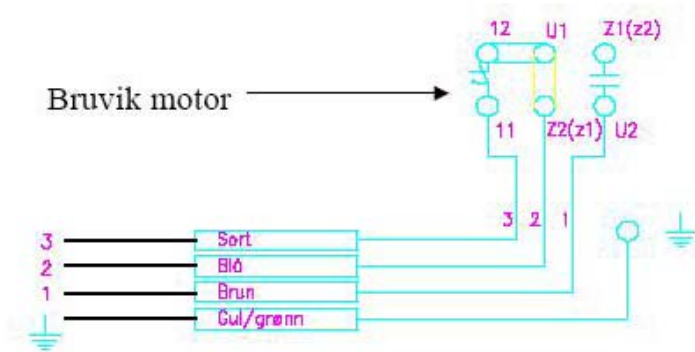 12 U1 Z1(z2)
Bruvik motor
11 Z2(z1) U2
3 2 1
3 Sort
2 Blå
1 Brun
Gul/grønn